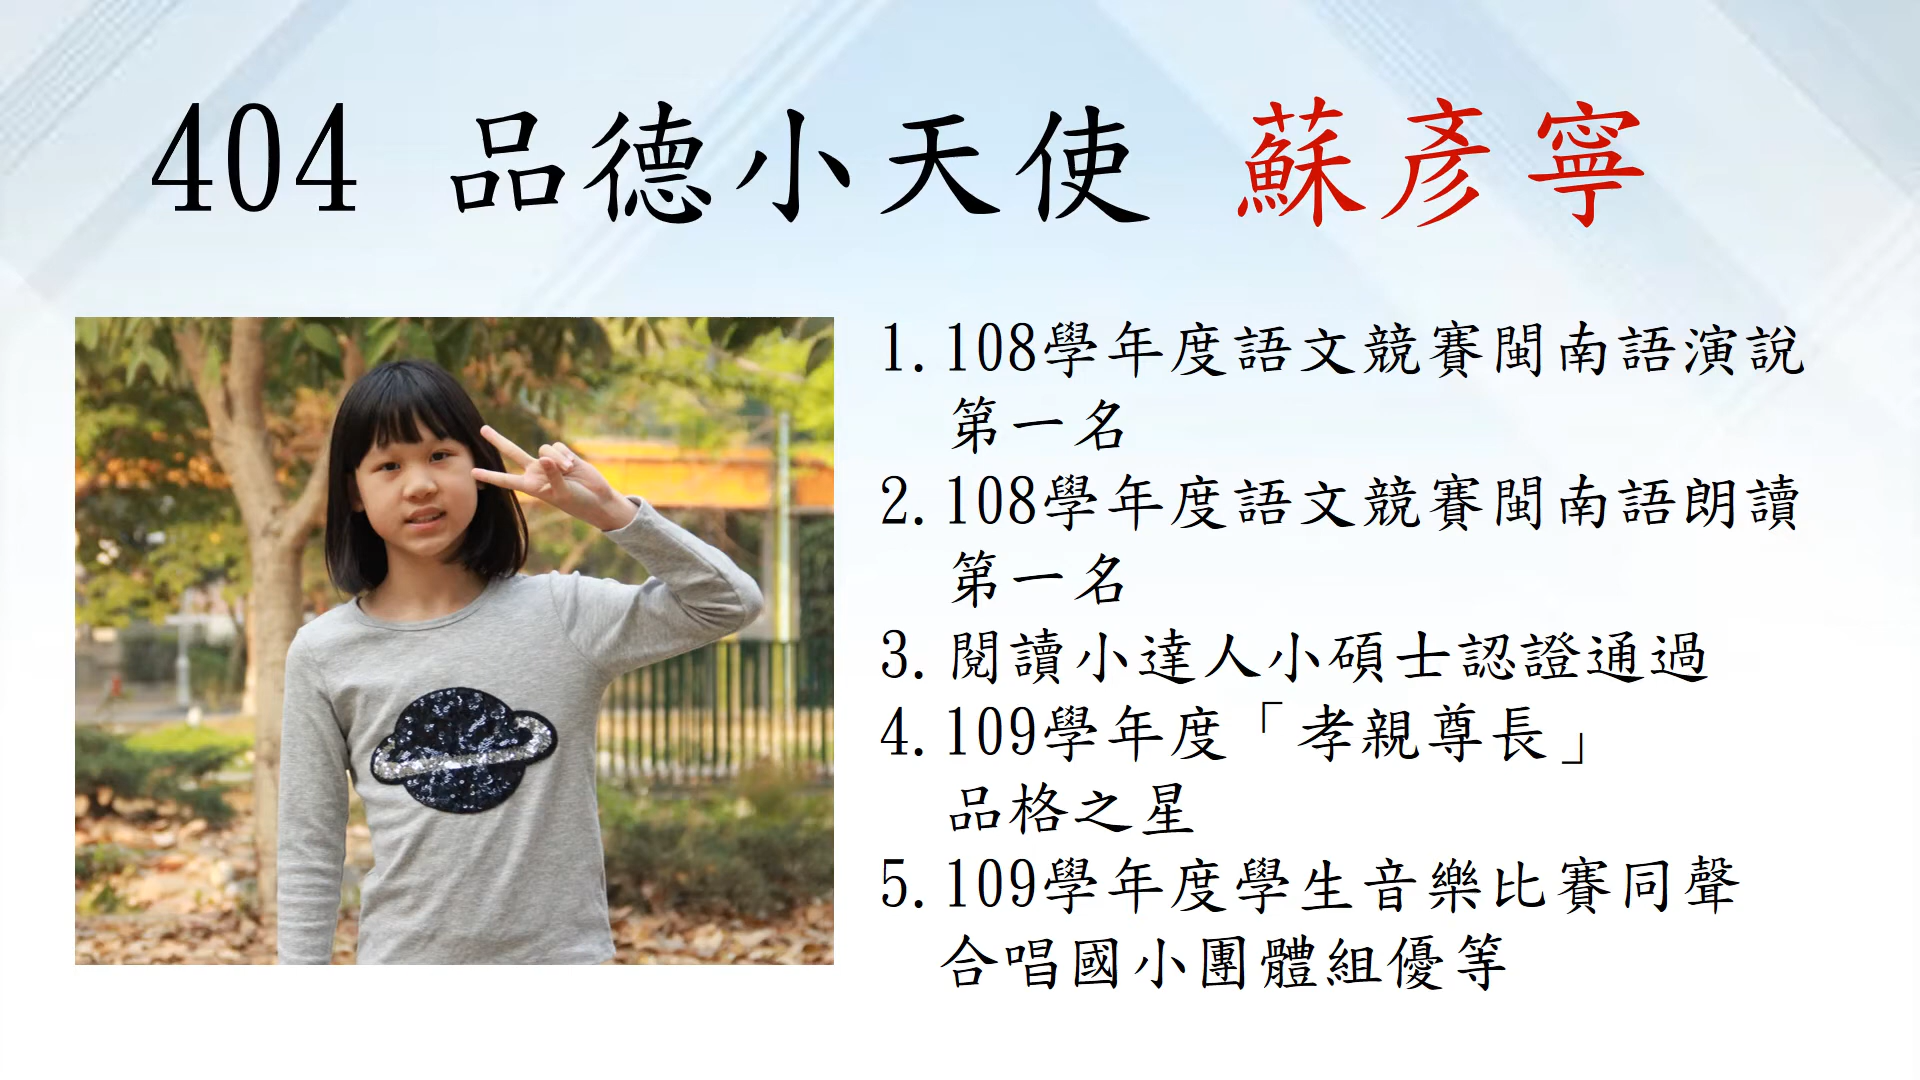 404 品德小天使 蘇彥寧
1.108學年度語文競賽閩南語演說
第一名
2.108學年度語文競賽閩南語朗讀
第一名
3.閱讀小達人小碩士認證通過
4.109學年度「孝親尊長」
品格之星
5.109學年度學生音樂比賽同聲
合唱國小團體組優等